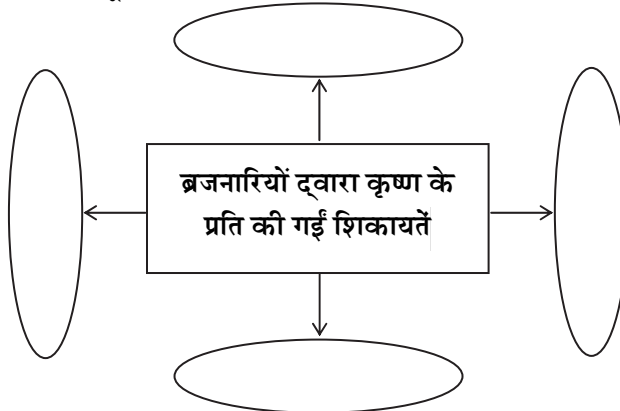 ब्रजनारियों द्‌वारा कृष्ण के
प्रति की गईं शिकायतें